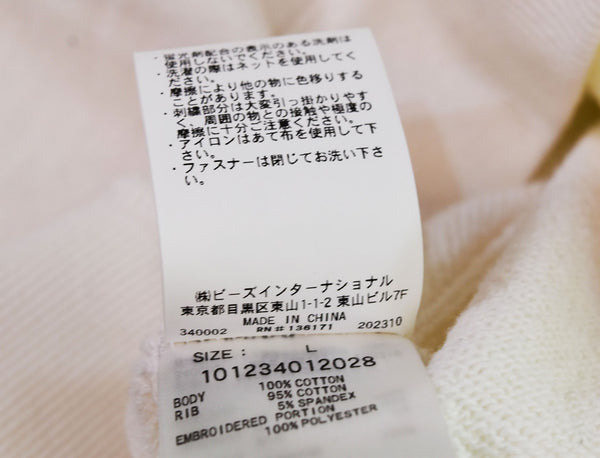 ・蛍光剤配合の表示のある洗剤は
使用しないでください。
・洗濯の際はネットを使用してく
ださい。
・摩擦により他の物に色移りする
ことがあります。
・刺繍部分は大変引っ掛かりやす
く、周囲の物との接触や極度の
摩擦に十分ご注意ください。
・アイロンはあて布を使用して下
さい。
・ファスナーは閉じてお洗い下さ
い。
㈱ビーズインターナショナル
東京都目黒区東山1-1-2 東山ビル7F
MADE IN CHINA
340002 RN# 136171 202310
SIZE : L
101234012028
BODY 100% COTTON
RIB 95% COTTON
5% SPANDEX
EMBROIDERED PORTION
100% POLYESTER